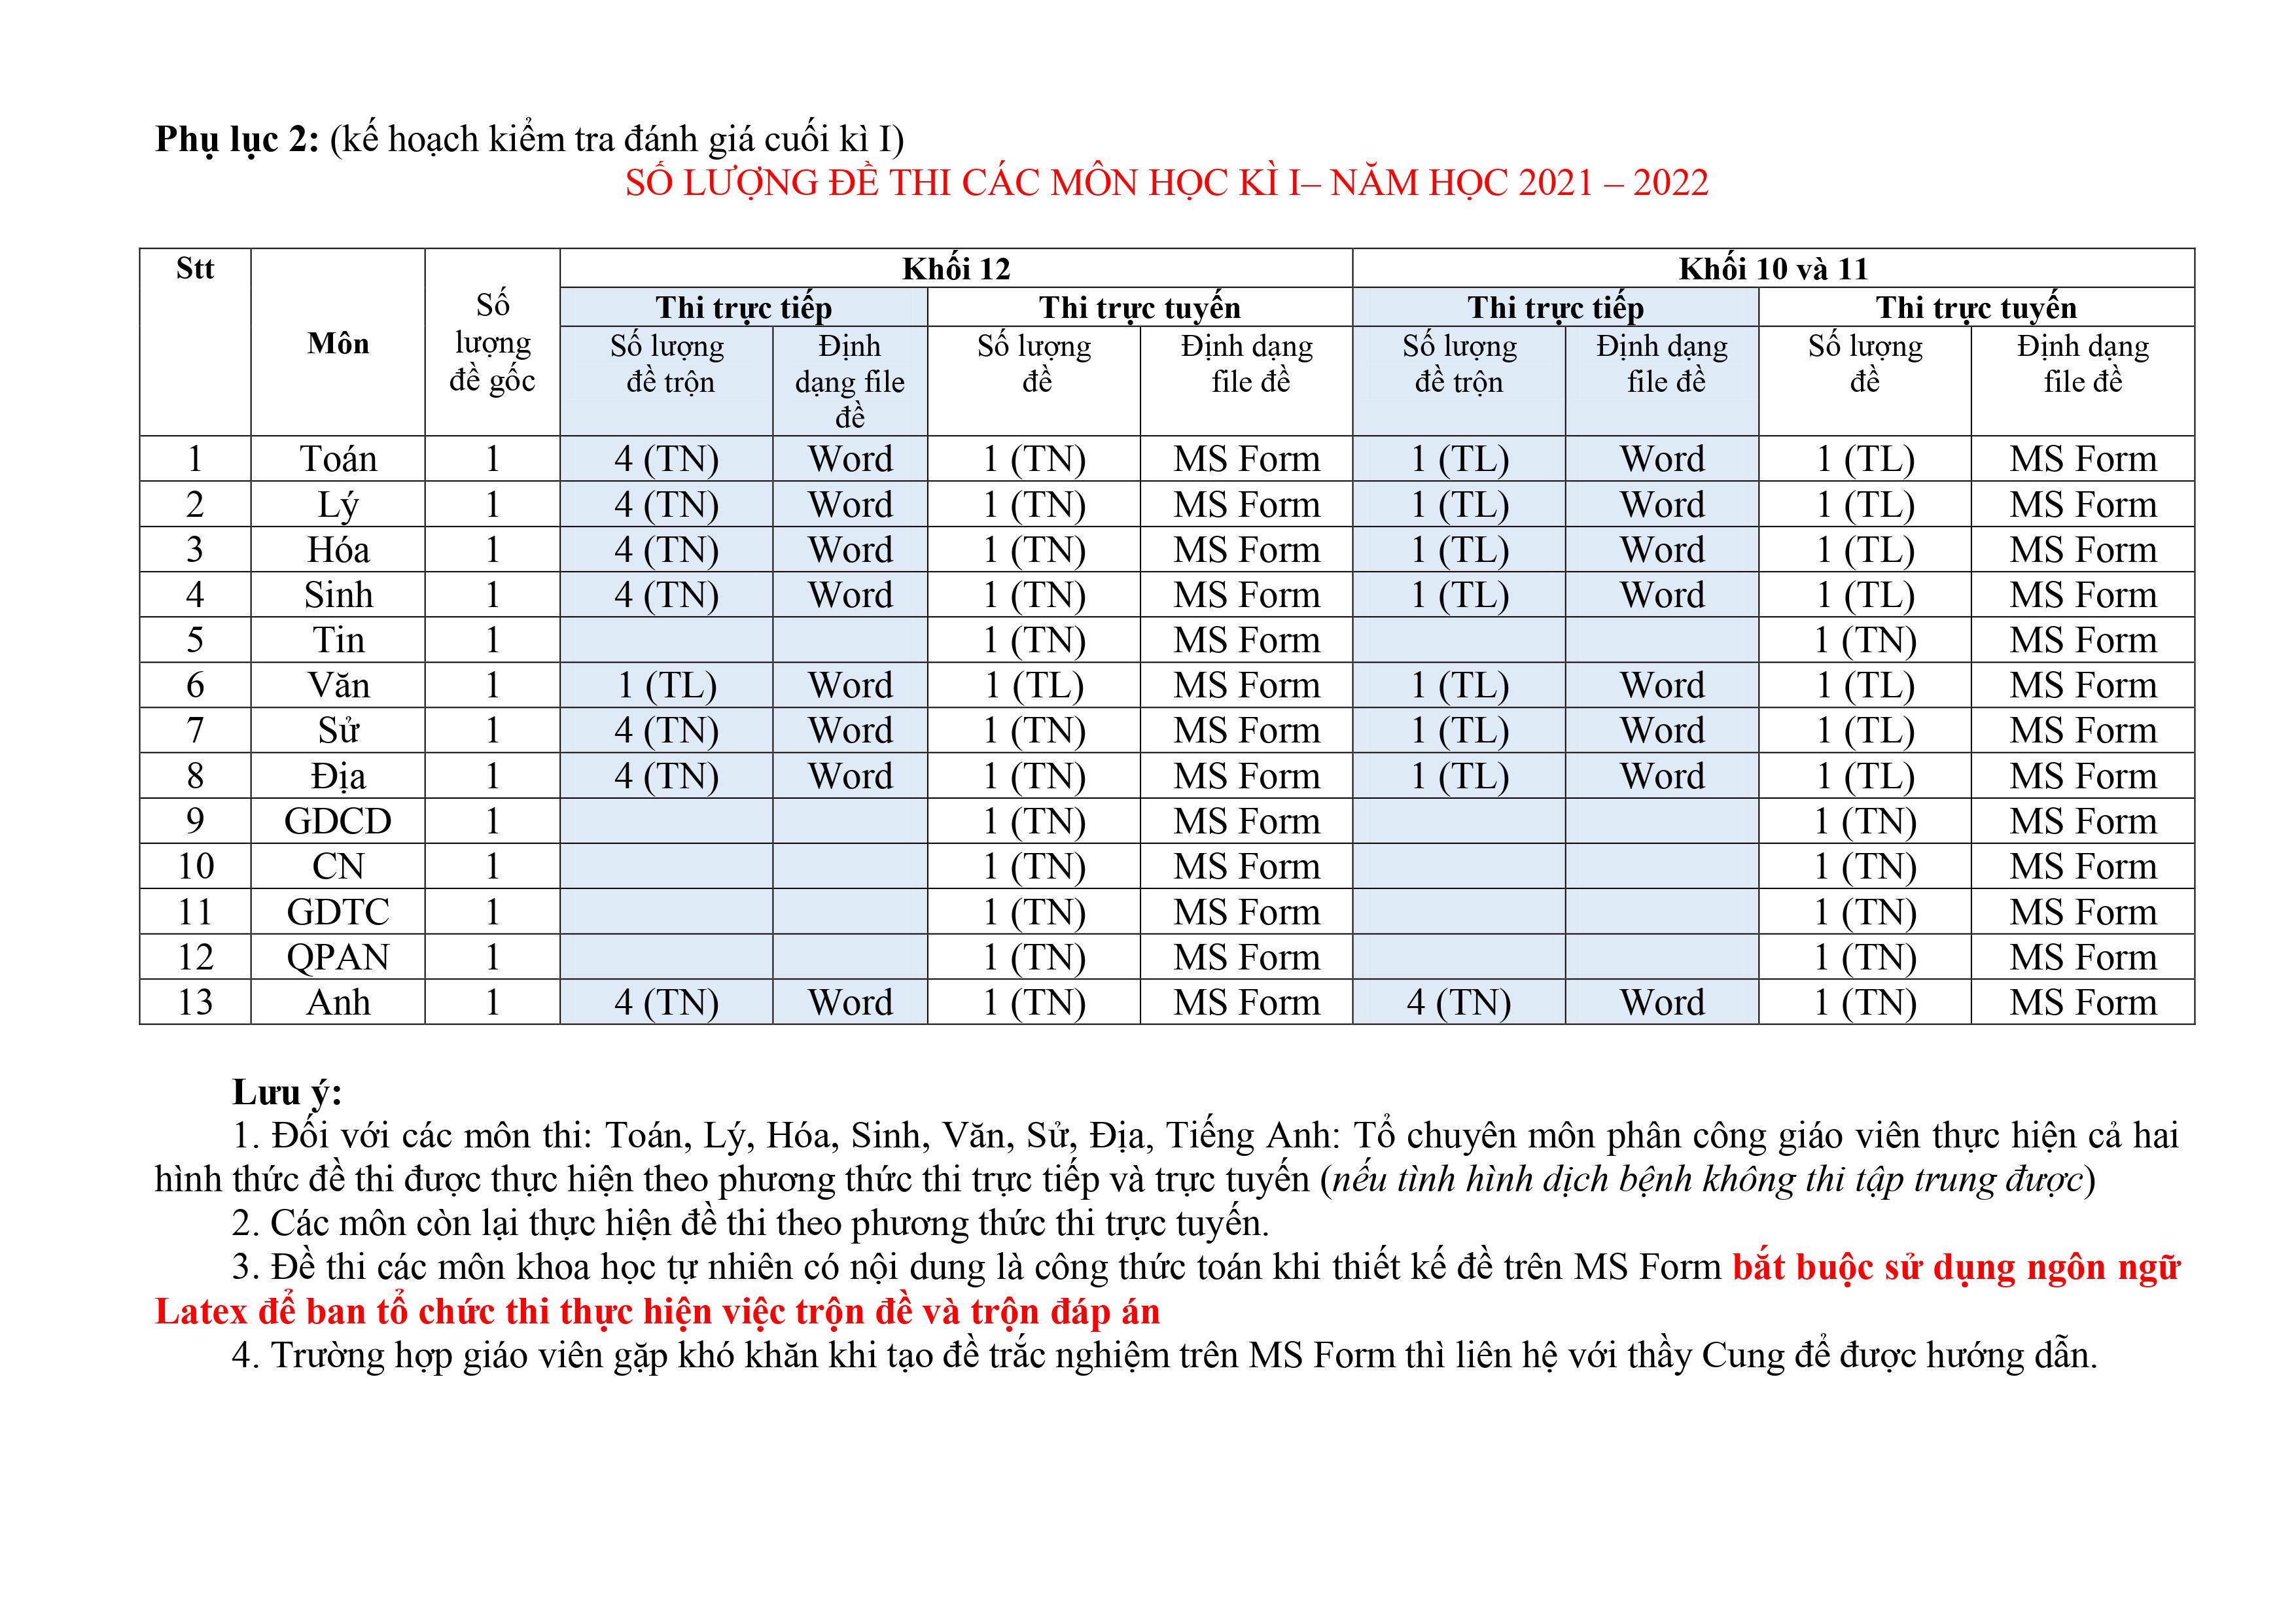 Phụ lục 2: (kế hoạch kiểm tra đánh giá cuối kì I)
SỐ LƯỢNG ĐỀ THI CÁC MÔN HỌC KÌ I– NĂM HỌC 2021 – 2022
Stt Môn Số lượng đề gốc Khối 12 Khối 10 và 11
Thi trực tiếp Thi trực tuyến Thi trực tiếp Thi trực tuyến
Số lượng đề trộn Định dạng file đề Số lượng đề Định dạng file đề Số lượng đề trộn Định dạng file đề Số lượng đề Định dạng file đề
1 Toán 1 4 (TN) Word 1 (TN) MS Form 1 (TL) Word 1 (TL) MS Form
2 Lý 1 4 (TN) Word 1 (TN) MS Form 1 (TL) Word 1 (TL) MS Form
3 Hóa 1 4 (TN) Word 1 (TN) MS Form 1 (TL) Word 1 (TL) MS Form
4 Sinh 1 4 (TN) Word 1 (TN) MS Form 1 (TL) Word 1 (TL) MS Form
5 Tin 1 1 (TN) MS Form 1 (TN) MS Form
6 Văn 1 1 (TL) Word 1 (TL) MS Form 1 (TL) Word 1 (TL) MS Form
7 Sử 1 4 (TN) Word 1 (TN) MS Form 1 (TL) Word 1 (TL) MS Form
8 Địa 1 4 (TN) Word 1 (TN) MS Form 1 (TL) Word 1 (TL) MS Form
9 GDCD 1 1 (TN) MS Form 1 (TN) MS Form
10 CN 1 1 (TN) MS Form 1 (TN) MS Form
11 GDTC 1 1 (TN) MS Form 1 (TN) MS Form
12 QPAN 1 1 (TN) MS Form 1 (TN) MS Form
13 Anh 1 4 (TN) Word 1 (TN) MS Form 4 (TN) Word 1 (TN) MS Form
Lưu ý:
1. Đối với các môn thi: Toán, Lý, Hóa, Sinh, Văn, Sử, Địa, Tiếng Anh: Tổ chuyên môn phân công giáo viên thực hiện cả hai
hình thức đề thi được thực hiện theo phương thức thi trực tiếp và trực tuyến (nếu tình hình dịch bệnh không thi tập trung được)
2. Các môn còn lại thực hiện đề thi theo phương thức thi trực tuyến.
3. Đề thi các môn khoa học tự nhiên có nội dung là công thức toán khi thiết kế đề trên MS Form bắt buộc sử dụng ngôn ngữ
Latex để ban tổ chức thi thực hiện việc trộn đề và trộn đáp án
4. Trường hợp giáo viên gặp khó khăn khi tạo đề trắc nghiệm trên MS Form thì liên hệ với thầy Cung để được hướng dẫn.